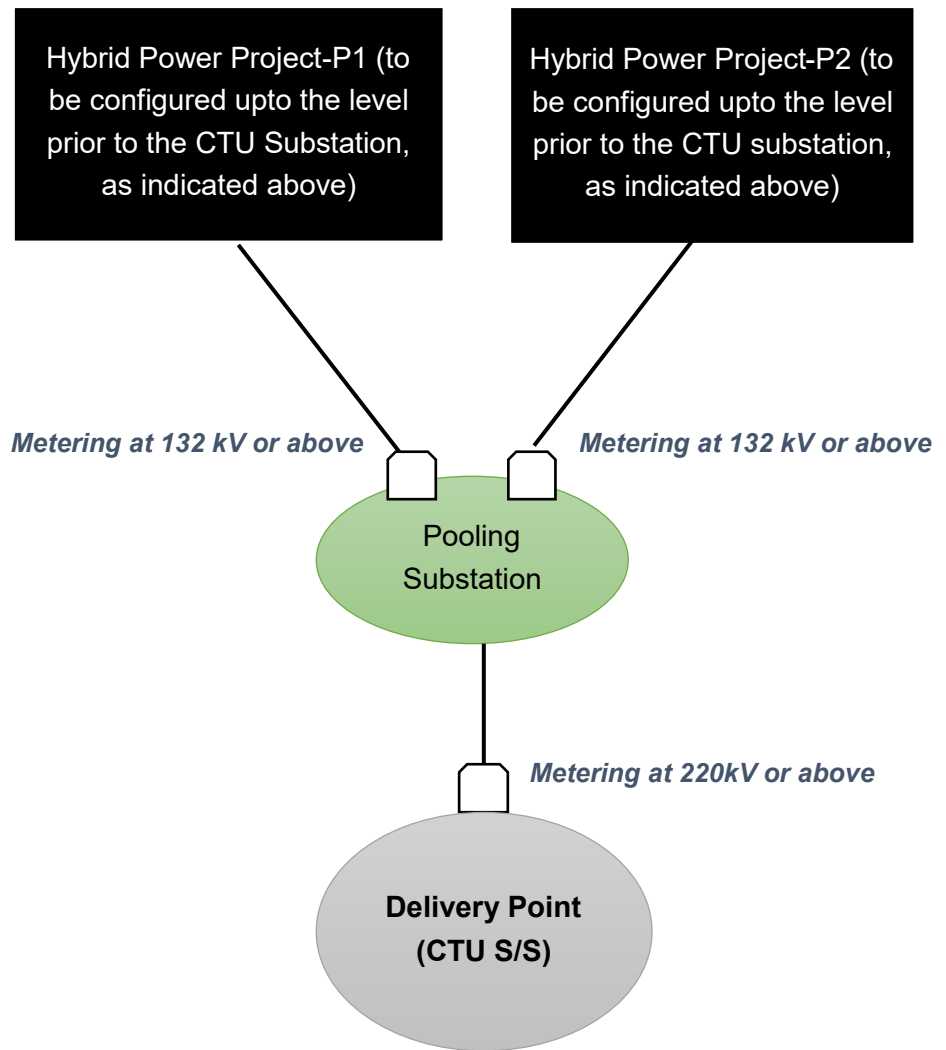 Hybrid Power Project-P1 (to
be configured upto the level
prior to the CTU Substation,
as indicated above)
Hybrid Power Project-P2 (to
be configured upto the level
prior to the CTU substation,
as indicated above)
Metering at 132 kV or above
Metering at 132 kV or above
Pooling
Substation
Metering at 220kV or above
Delivery Point
(CTU S/S)